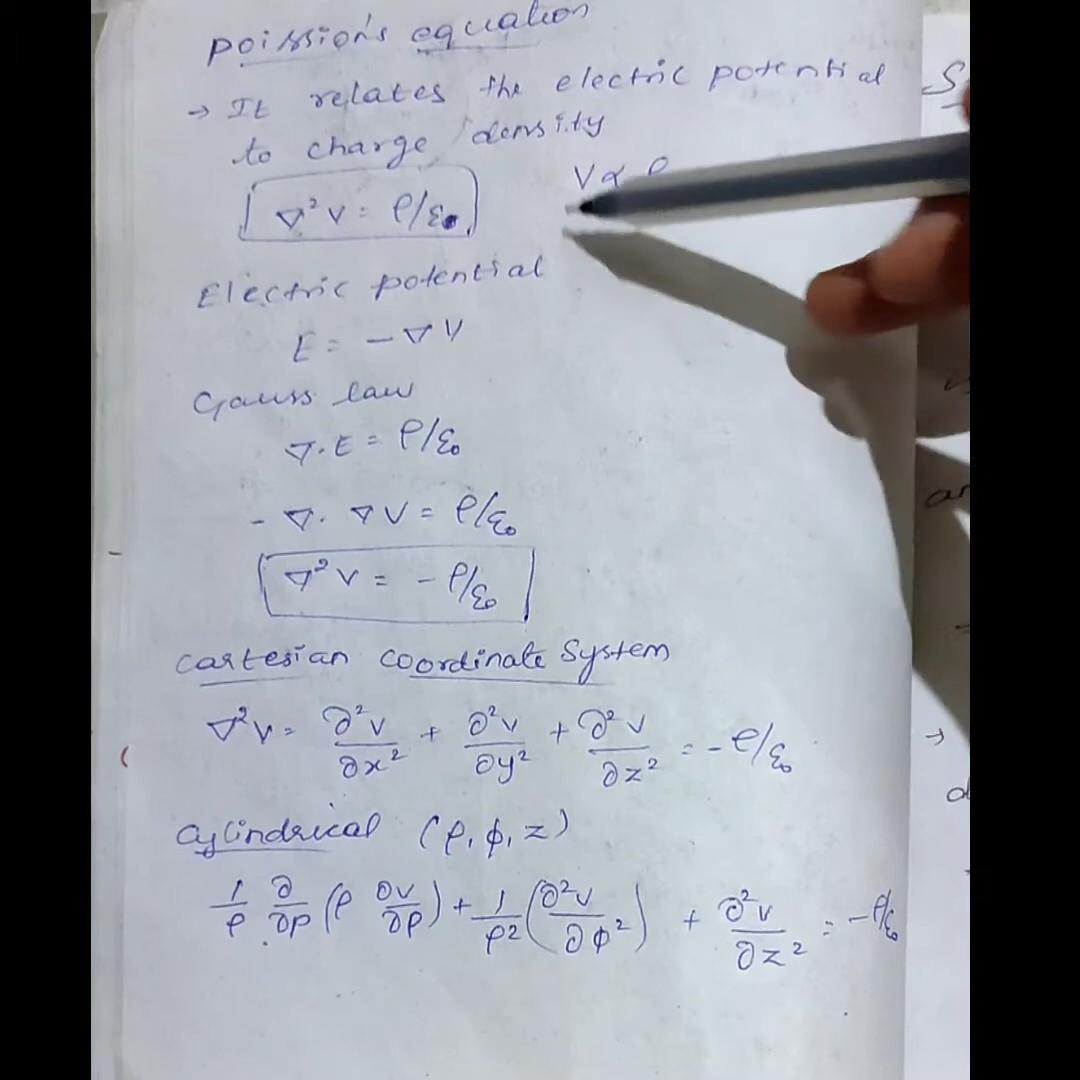 poission's equation
→ It relates the electric potential
to charge density
V ∝ ρ
∇²V = ρ/ε₀
Electric potential
E = -∇V
Gauss law
∇·E = ρ/ε₀
-∇·∇V = ρ/ε₀
∇²V = -ρ/ε₀
Cartesian Coordinate System
∇²V = ∂²V/∂x² + ∂²V/∂y² + ∂²V/∂z² = -ρ/ε₀
Cylindrical (ρ, ϕ, z)
1/ρ ∂/∂ρ (ρ ∂V/∂ρ) + 1/ρ² (∂²V/∂ϕ²) + ∂²V/∂z² = -ρ/ε₀